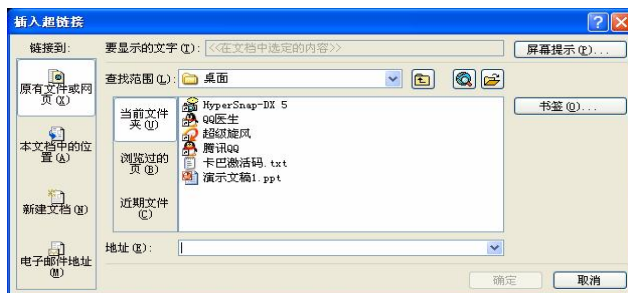 插入超链接
链接到:
要显示的文字(T): <<在文档中选定的内容>>
屏幕提示(P)...
原有文件或网
页(X)
查找范围(L): 桌面
书签(O)...
当前文件
夹(U)
HyperSnap-DX 5
QQ医生
超级旋风
腾讯QQ
卡巴激活码.txt
演示文稿1.ppt
本文档中的位
置(A)
浏览过的
页(B)
新建文档(N)
近期文件
(C)
电子邮件地址
(M)
地址(E):
确定
取消